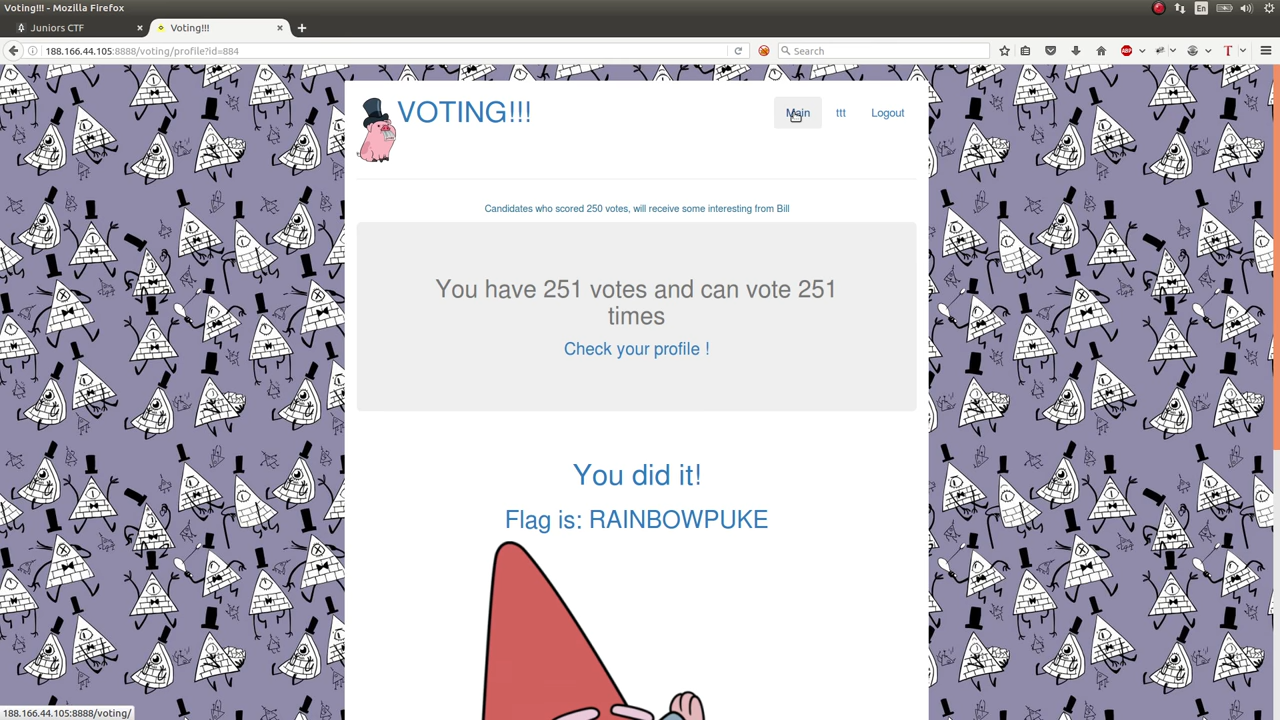 Voting!!! - Mozilla Firefox
En
Juniors CTF
Voting!!!
188.166.44.105:8888/voting/profile?id=884
Search
ABP
T
VOTING!!!
Main
ttt
Logout
Candidates who scored 250 votes, will receive some interesting from Bill
You have 251 votes and can vote 251
times
Check your profile !
You did it!
Flag is: RAINBOWPUKE
188.166.44.105:8888/voting/